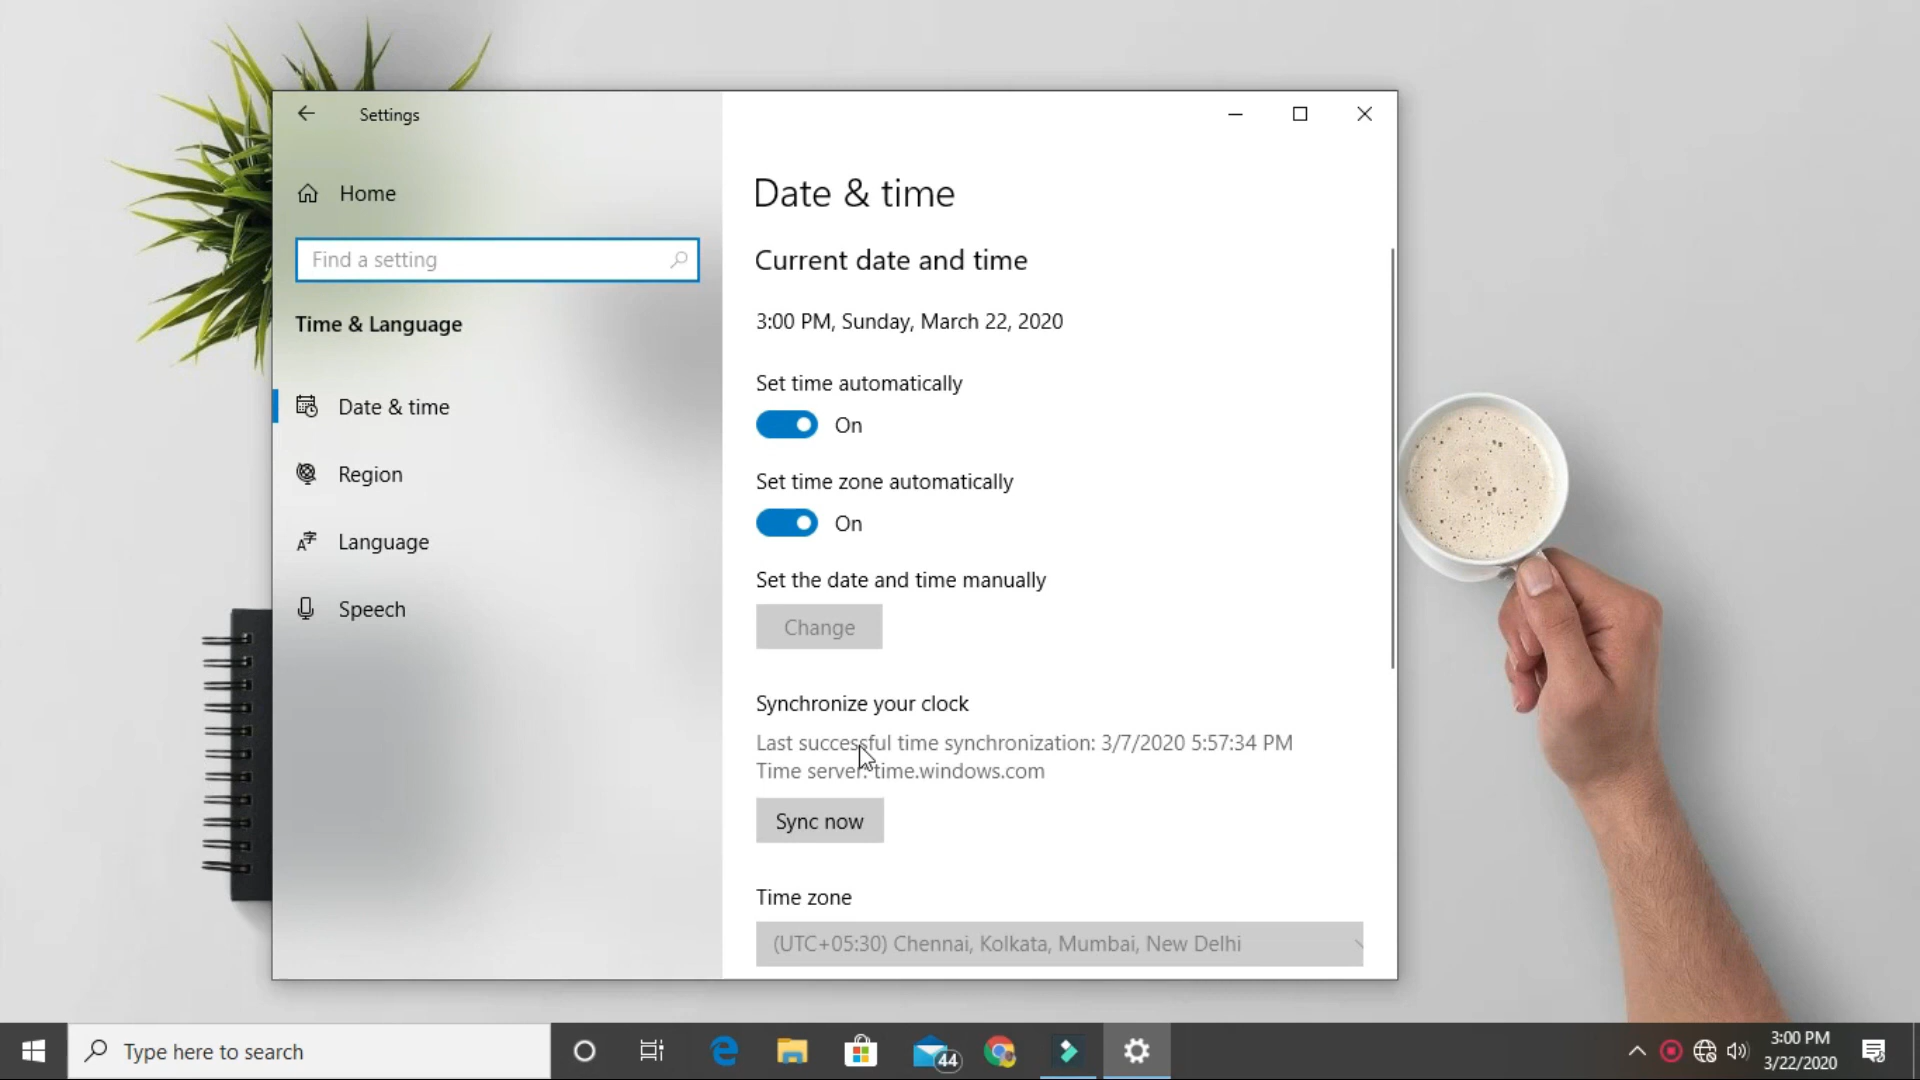 Settings
Home
Find a setting
Time & Language
Date & time
Region
Language
Speech
Date & time
Current date and time
3:00 PM, Sunday, March 22, 2020
Set time automatically
On
Set time zone automatically
On
Set the date and time manually
Change
Synchronize your clock
Last successful time synchronization: 3/7/2020 5:57:34 PM
Time server: time.windows.com
Sync now
Time zone
(UTC+05:30) Chennai, Kolkata, Mumbai, New Delhi
Type here to search
44
3:00 PM
3/22/2020